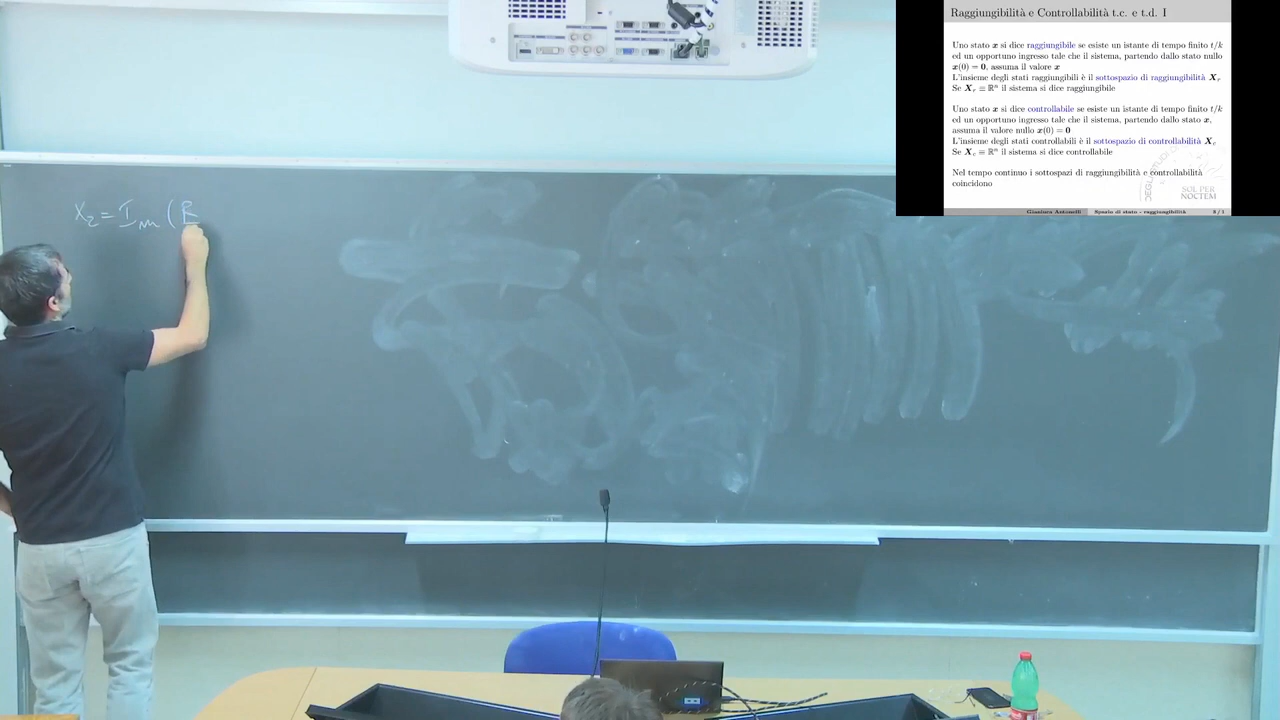 Raggiungibilità e Controllabilità t.c. e t.d. I
Uno stato x si dice raggiungibile se esiste un istante di tempo finito t/k
ed un opportuno ingresso tale che il sistema, partendo dallo stato nullo
x(0) = 0, assuma il valore x
L'insieme degli stati raggiungibili è il sottospazio di raggiungibilità Xr
Se Xr ≡ ℝⁿ il sistema si dice raggiungibile
Uno stato x si dice controllabile se esiste un istante di tempo finito t/k
ed un opportuno ingresso tale che il sistema, partendo dallo stato x,
assuma il valore nullo x(0) = 0
L'insieme degli stati controllabili è il sottospazio di controllabilità Xc
Se Xc ≡ ℝⁿ il sistema si dice controllabile
Nel tempo continuo i sottospazi di raggiungibilità e controllabilità
coincidono
DEGLI STUDI DI
SOL PER
NOCTEM
Gianluca Antonelli Spazio di stato - raggiungibilità 3 / 1
Xr = Im (R